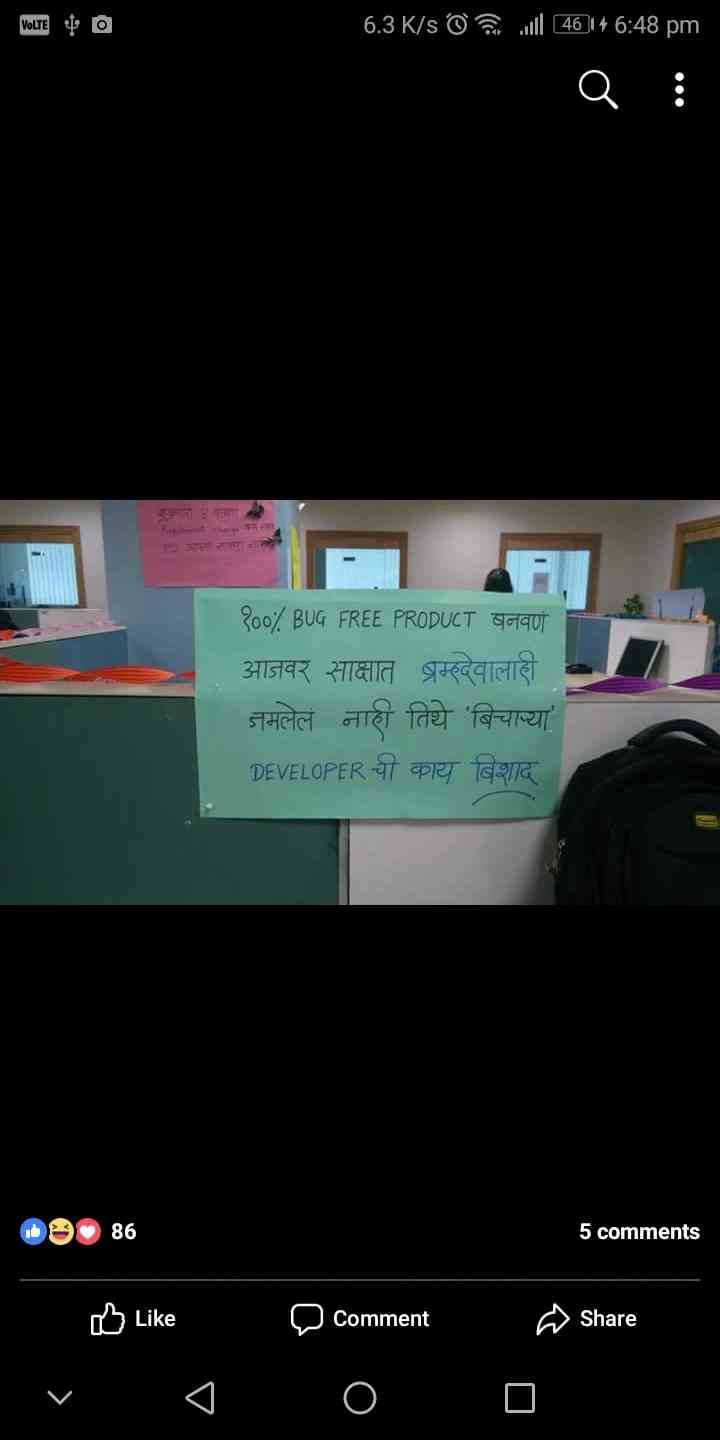 VoLTE 6.3 K/s 46 6:48 pm
१००% BUG FREE PRODUCT बनवणं
आजवर साक्षात ब्रम्हदेवालाही
जमलेलं नाही तिथे 'बिचाऱ्या'
DEVELOPER ची काय बिशाद
86 5 comments
Like Comment Share